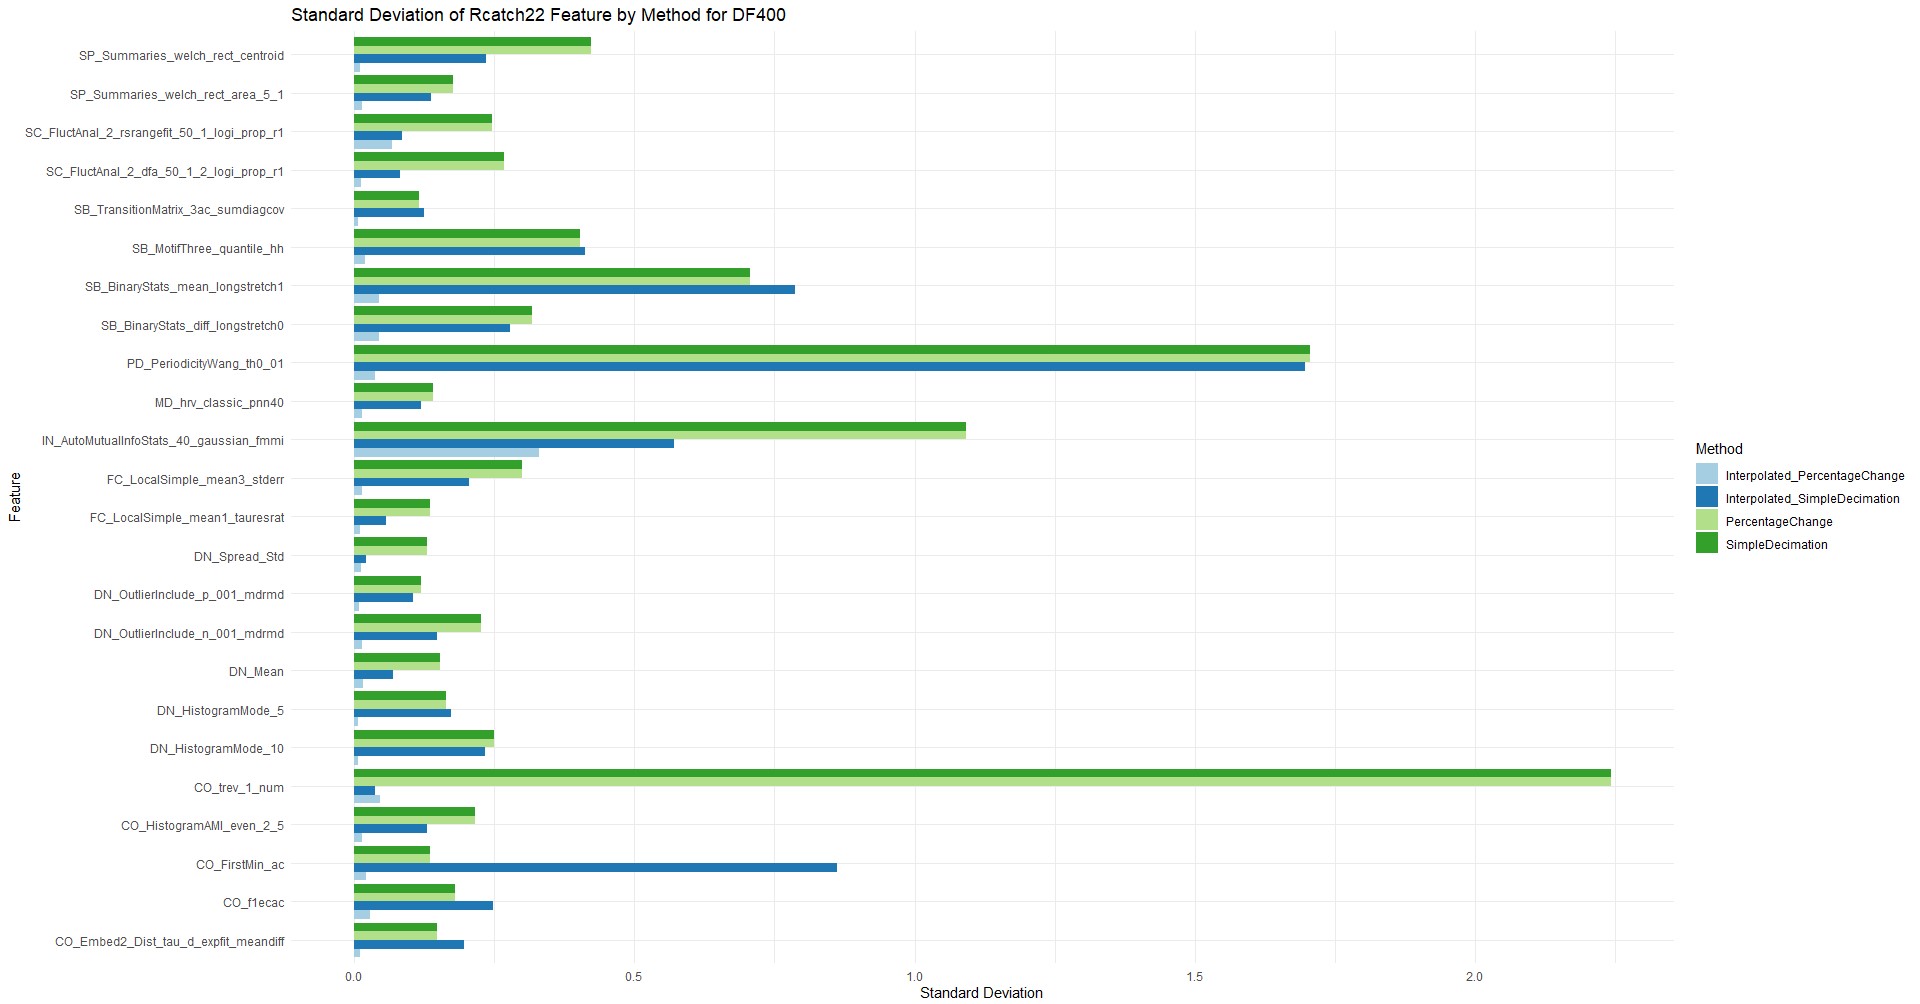 Standard Deviation of Rcatch22 Feature by Method for DF400
SP_Summaries_welch_rect_centroid
SP_Summaries_welch_rect_area_5_1
SC_FluctAnal_2_rsrangefit_50_1_logi_prop_r1
SC_FluctAnal_2_dfa_50_1_2_logi_prop_r1
SB_TransitionMatrix_3ac_sumdiagcov
SB_MotifThree_quantile_hh
SB_BinaryStats_mean_longstretch1
SB_BinaryStats_diff_longstretch0
PD_PeriodicityWang_th0_01
MD_hrv_classic_pnn40
IN_AutoMutualInfoStats_40_gaussian_fmmi
FC_LocalSimple_mean3_stderr
FC_LocalSimple_mean1_tauresrat
DN_Spread_Std
DN_OutlierInclude_p_001_mdrmd
DN_OutlierInclude_n_001_mdrmd
DN_Mean
DN_HistogramMode_5
DN_HistogramMode_10
CO_trev_1_num
CO_HistogramAMI_even_2_5
CO_FirstMin_ac
CO_f1ecac
CO_Embed2_Dist_tau_d_expfit_meandiff
Feature
0.0 0.5 1.0 1.5 2.0
Standard Deviation
Method
Interpolated_PercentageChange
Interpolated_SimpleDecimation
PercentageChange
SimpleDecimation